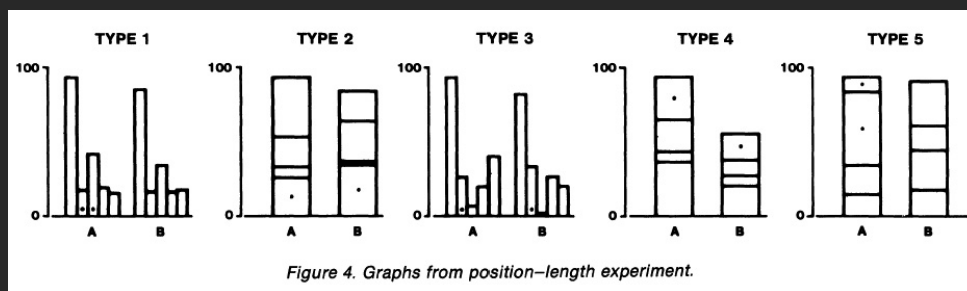 TYPE 1 TYPE 2 TYPE 3 TYPE 4 TYPE 5
100 100 100 100 100
0 0 0 0 0
A B A B A B A B A B
Figure 4. Graphs from position–length experiment.